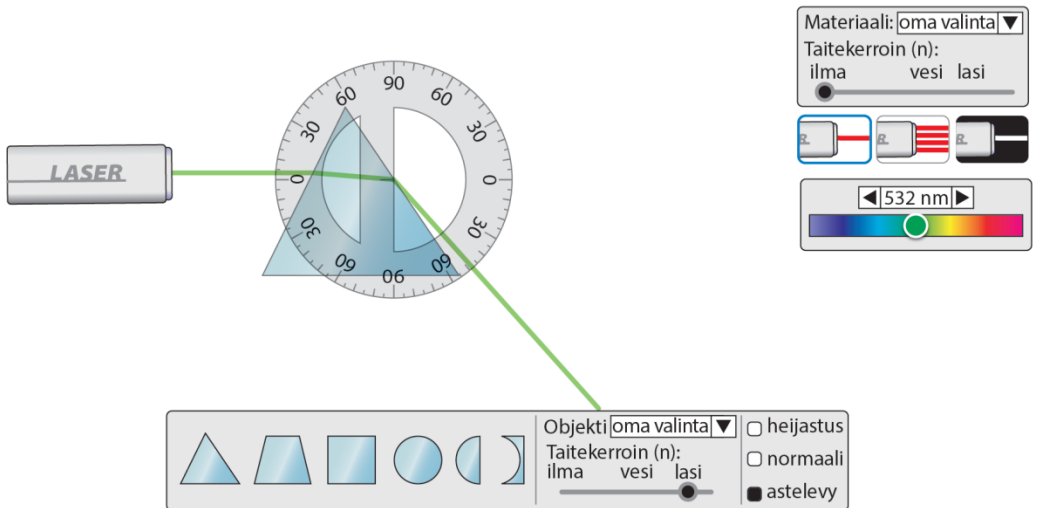 LASER
90
60
60
30
30
0
0
30
30
60
60
90
Materiaali: oma valinta ▼
Taitekerroin (n):
ilma vesi lasi
R
R
R
◀ 532 nm ▶
Objekti oma valinta ▼
Taitekerroin (n):
ilma vesi lasi
heijastus
normaali
astelevy